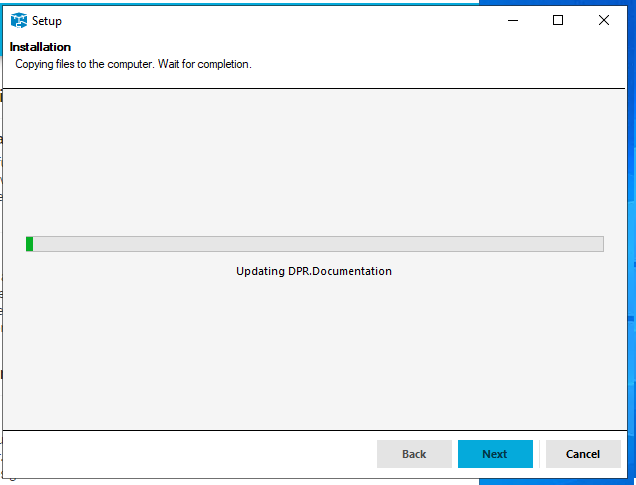 Setup
Installation
Copying files to the computer. Wait for completion.
Updating DPR.Documentation
Back
Next
Cancel